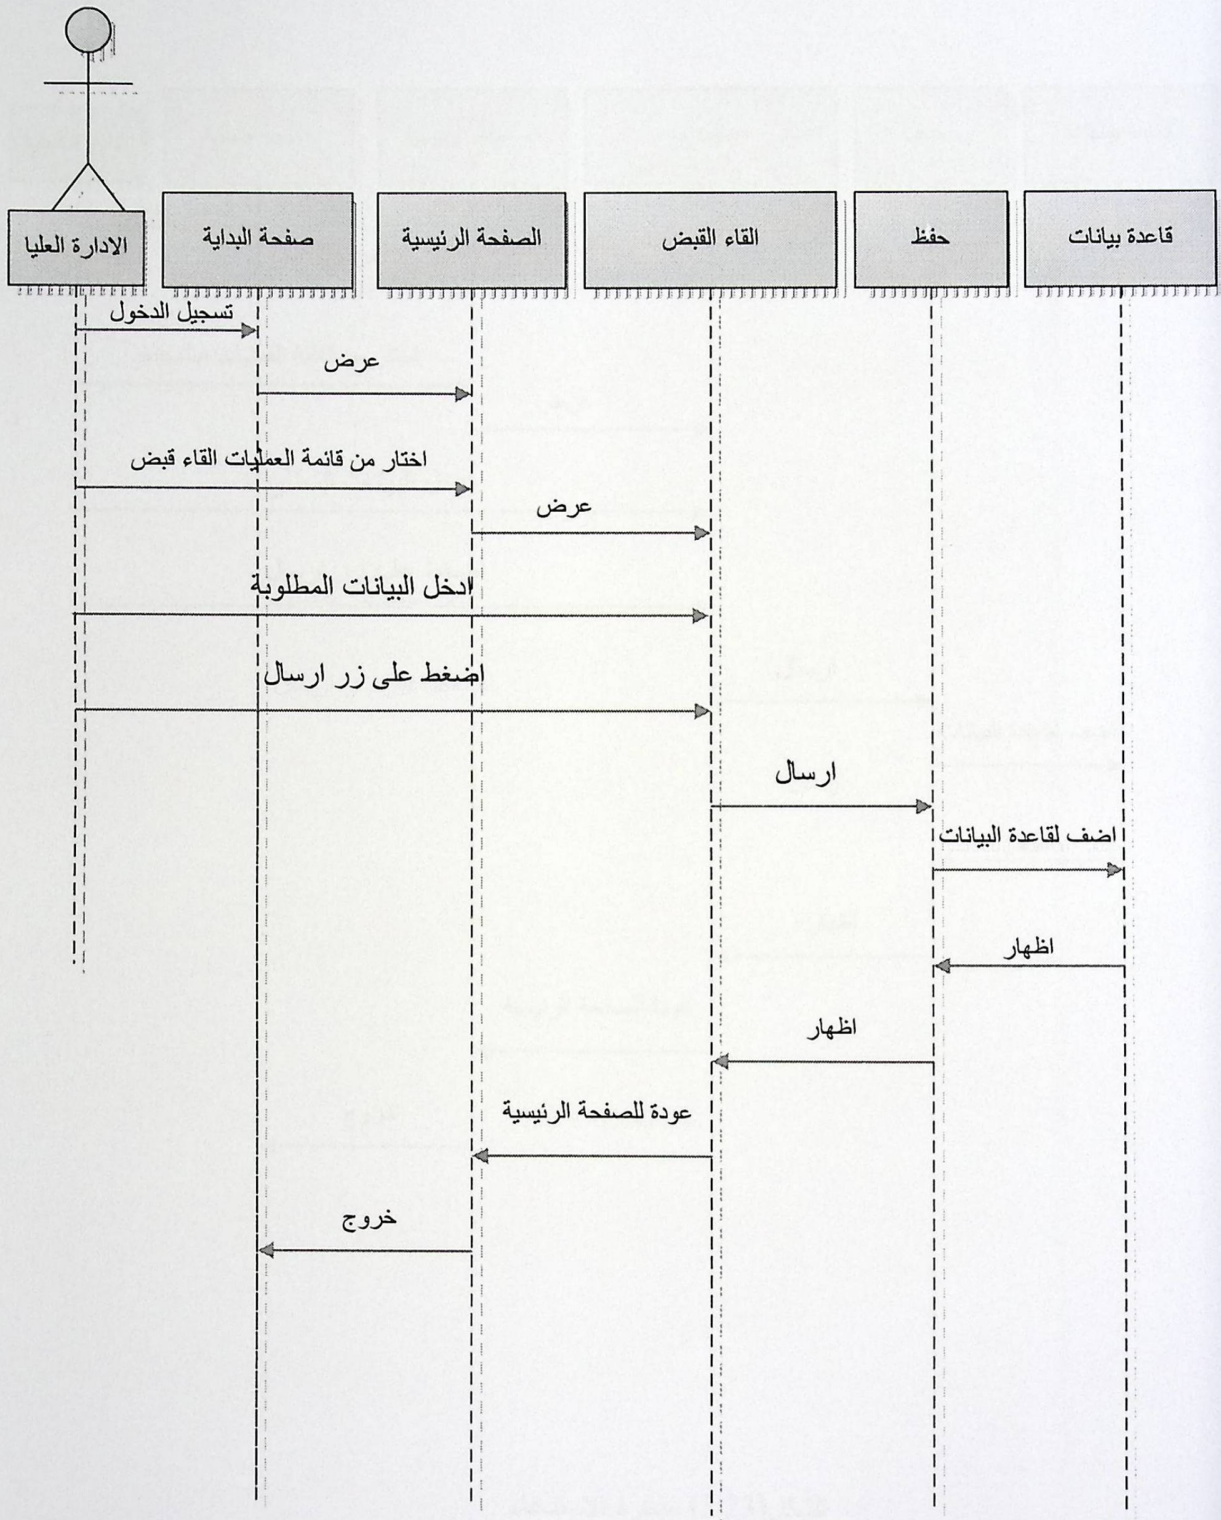 الادارة العليا
صفحة البداية
الصفحة الرئيسية
القاء القبض
حفظ
قاعدة بيانات
تسجيل الدخول
عرض
اختار من قائمة العمليات القاء قبض
عرض
ادخل البيانات المطلوبة
اضغط على زر ارسال
ارسال
اضف لقاعدة البيانات
اظهار
اظهار
عودة للصفحة الرئيسية
خروج